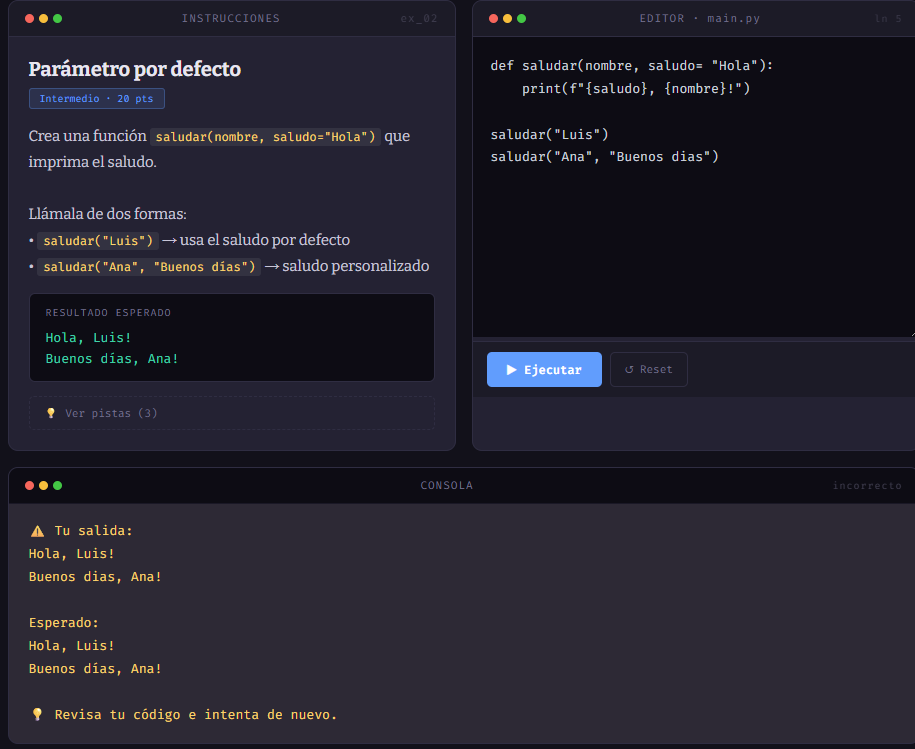 INSTRUCCIONES
ex_02
Parámetro por defecto
Intermedio · 20 pts
Crea una función saludar(nombre, saludo="Hola") que
imprima el saludo.
Llámala de dos formas:
• saludar("Luis") → usa el saludo por defecto
• saludar("Ana", "Buenos días") → saludo personalizado
RESULTADO ESPERADO
Hola, Luis!
Buenos días, Ana!
💡 Ver pistas (3)
EDITOR · main.py
ln 5
def saludar(nombre, saludo= "Hola"):
    print(f"{saludo}, {nombre}!")
saludar("Luis")
saludar("Ana", "Buenos dias")
▶ Ejecutar
↺ Reset
CONSOLA
incorrecto
⚠️ Tu salida:
Hola, Luis!
Buenos dias, Ana!
Esperado:
Hola, Luis!
Buenos días, Ana!
💡 Revisa tu código e intenta de nuevo.